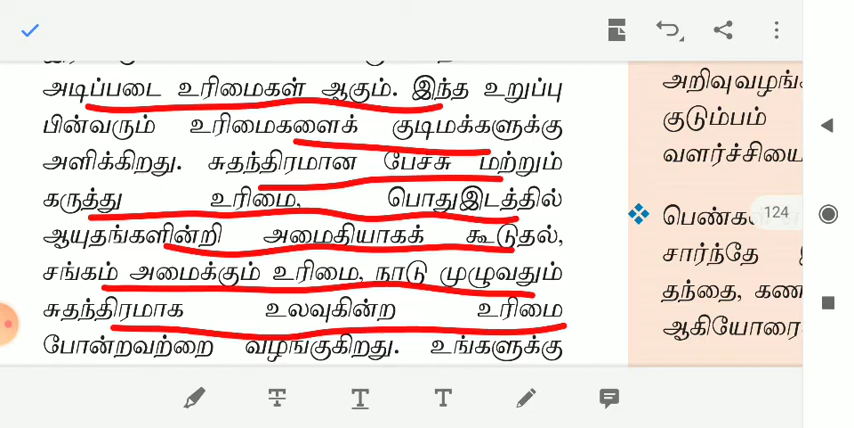 அடிப்படை உரிமைகள் ஆகும். இந்த உறுப்பு
பின்வரும் உரிமைகளைக் குடிமக்களுக்கு
அளிக்கிறது. சுதந்திரமான பேச்சு மற்றும்
கருத்து உரிமை, பொதுஇடத்தில்
ஆயுதங்களின்றி அமைதியாகக் கூடுதல்,
சங்கம் அமைக்கும் உரிமை, நாடு முழுவதும்
சுதந்திரமாக உலவுகின்ற உரிமை
போன்றவற்றை வழங்குகிறது. உங்களுக்கு
அறிவுவழங்
குடும்பம்
வளர்ச்சியை
124
பெண்க
சார்ந்தே
தந்தை, கண
ஆகியோரை